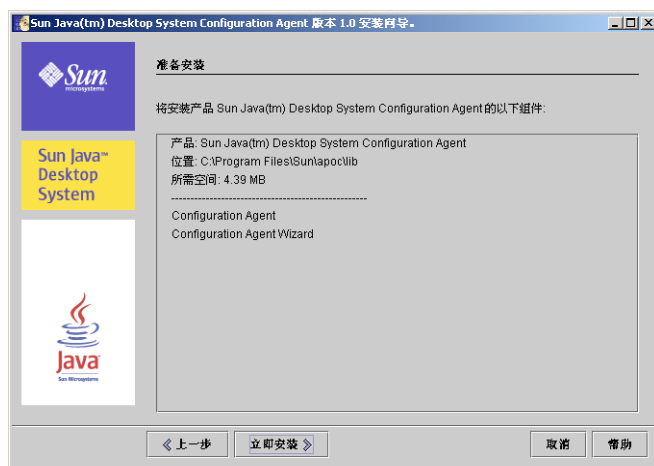 Sun Java(tm) Desktop System Configuration Agent 版本 1.0 安装向导。
Sun
microsystems
Sun Java™
Desktop
System
Java
Sun Microsystems
准备安装
将安装产品 Sun Java(tm) Desktop System Configuration Agent 的以下组件:
产品: Sun Java(tm) Desktop System Configuration Agent
位置: C:\Program Files\Sun\apoc\lib
所需空间: 4.39 MB
------------------------------------------------------
Configuration Agent
Configuration Agent Wizard
上一步
立即安装
取消
帮助